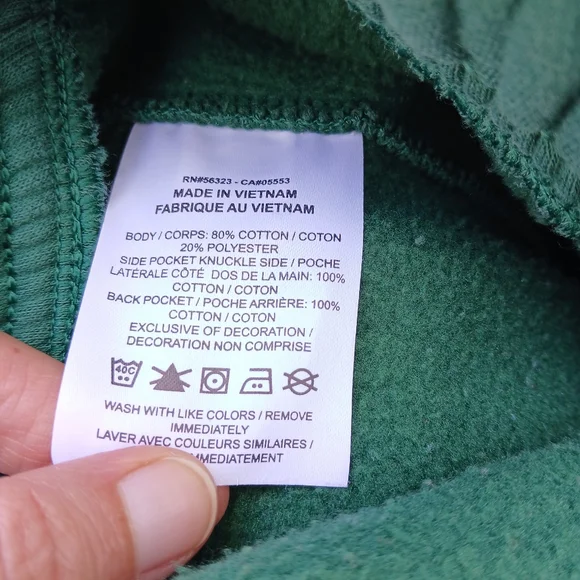 RN#56323 - CA#05553
MADE IN VIETNAM
FABRIQUE AU VIETNAM
BODY / CORPS: 80% COTTON / COTON
20% POLYESTER
SIDE POCKET KNUCKLE SIDE / POCHE
LATÉRALE CÔTÉ DOS DE LA MAIN: 100%
COTTON / COTON
BACK POCKET / POCHE ARRIÈRE: 100%
COTTON / COTON
EXCLUSIVE OF DECORATION /
DECORATION NON COMPRISE
40C
WASH WITH LIKE COLORS / REMOVE
IMMEDIATELY
LAVER AVEC COULEURS SIMILAIRES /
MMEDIATEMENT